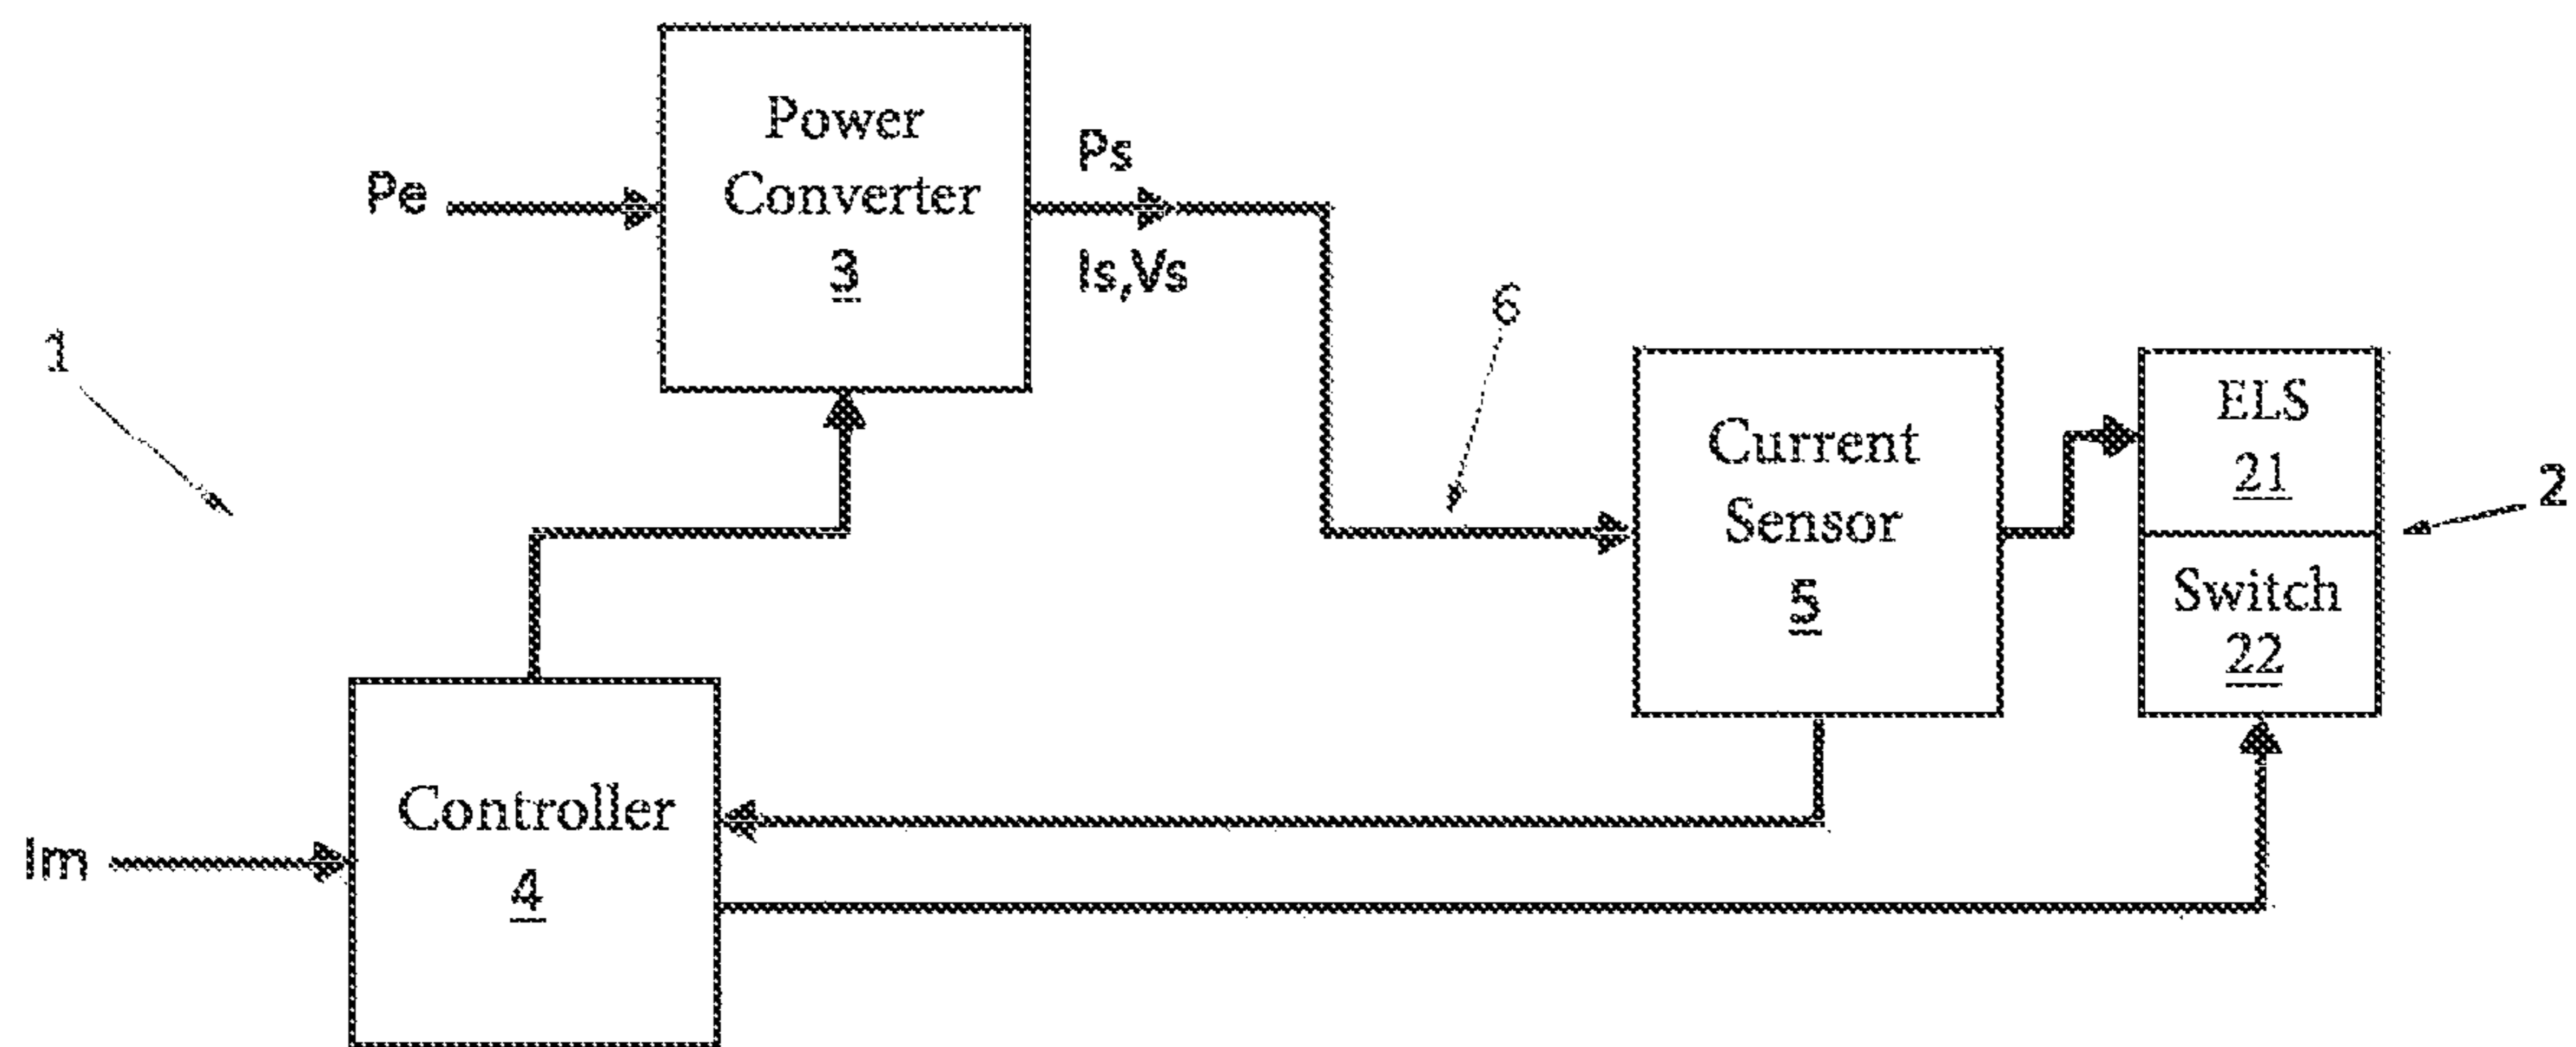 Power
Converter
3
Pe
Ps
Is,Vs
1
6
Current
Sensor
5
ELS
21
Switch
22
2
Controller
4
Im